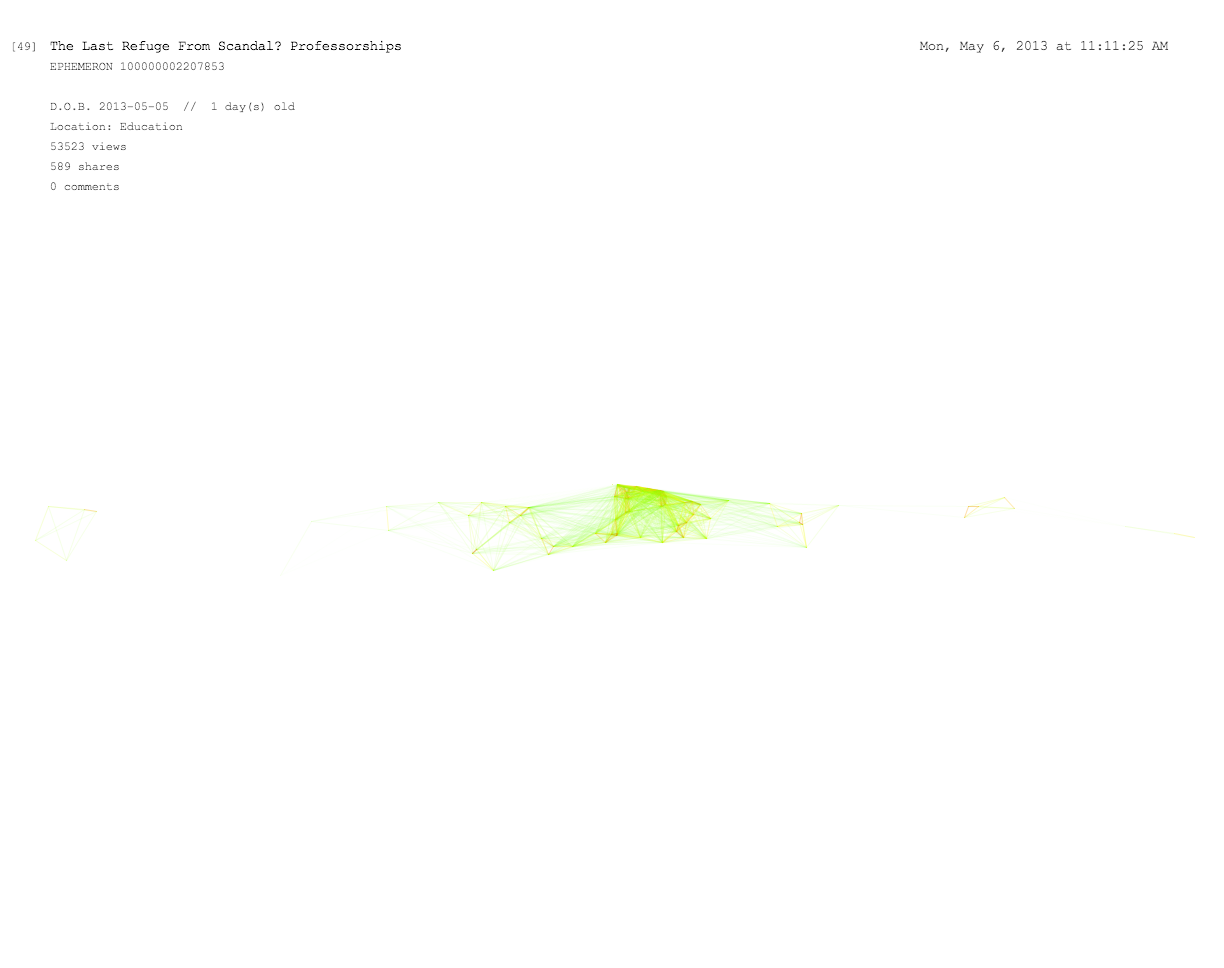 [49] The Last Refuge From Scandal? Professorships Mon, May 6, 2013 at 11:11:25 AM
EPHEMERON 100000002207853
D.O.B. 2013-05-05 // 1 day(s) old
Location: Education
53523 views
589 shares
0 comments